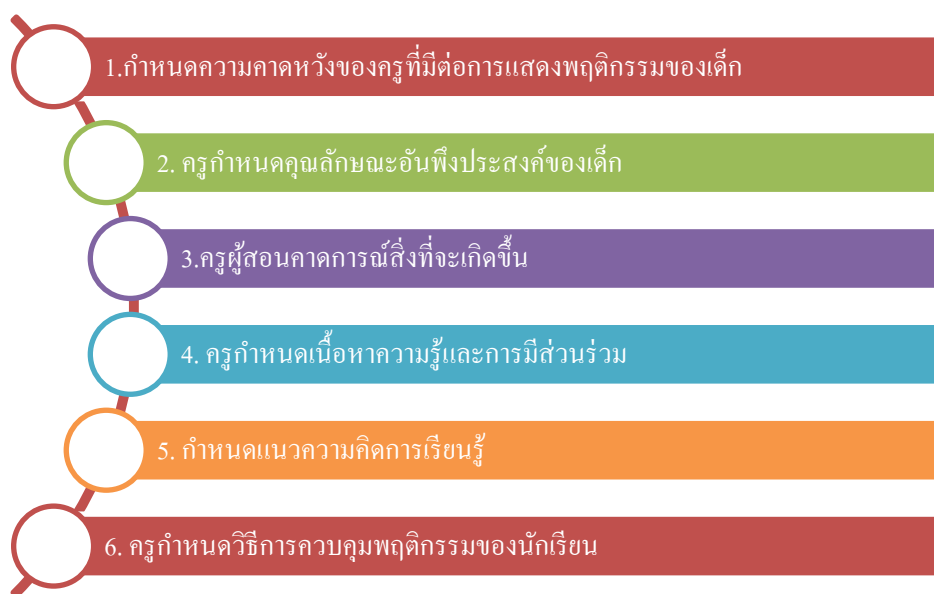 1.กำหนดความคาดหวังของครูที่มีต่อการแสดงพฤติกรรมของเด็ก
2. ครูกำหนดคุณลักษณะอันพึงประสงค์ของเด็ก
3.ครูผู้สอนคาดการณ์สิ่งที่จะเกิดขึ้น
4. ครูกำหนดเนื้อหาความรู้และการมีส่วนร่วม
5. กำหนดแนวความคิดการเรียนรู้
6. ครูกำหนดวิธีการควบคุมพฤติกรรมของนักเรียน